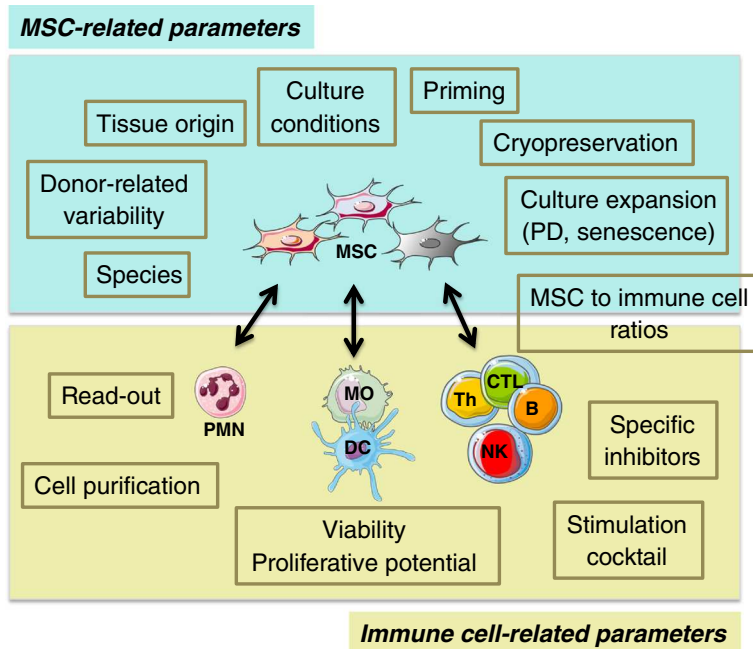 MSC-related parameters
Culture
conditions
Priming
Tissue origin
Cryopreservation
Donor-related
variability
Culture expansion
(PD, senescence)
MSC
Species
MSC to immune cell
ratios
Read-out
PMN
MO
DC
Th
CTL
B
NK
Specific
inhibitors
Cell purification
Viability
Proliferative potential
Stimulation
cocktail
Immune cell-related parameters